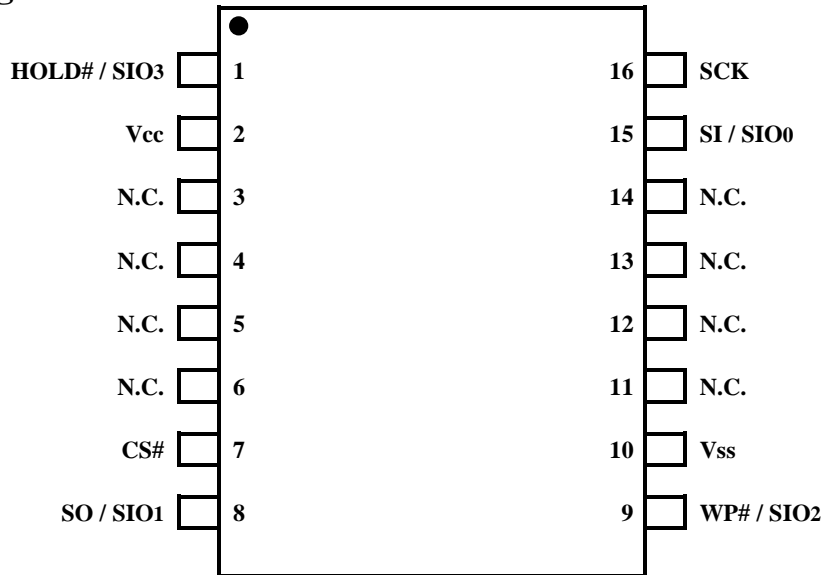 HOLD# / SIO3 1 16 SCK
Vcc 2 15 SI / SIO0
N.C. 3 14 N.C.
N.C. 4 13 N.C.
N.C. 5 12 N.C.
N.C. 6 11 N.C.
CS# 7 10 Vss
SO / SIO1 8 9 WP# / SIO2